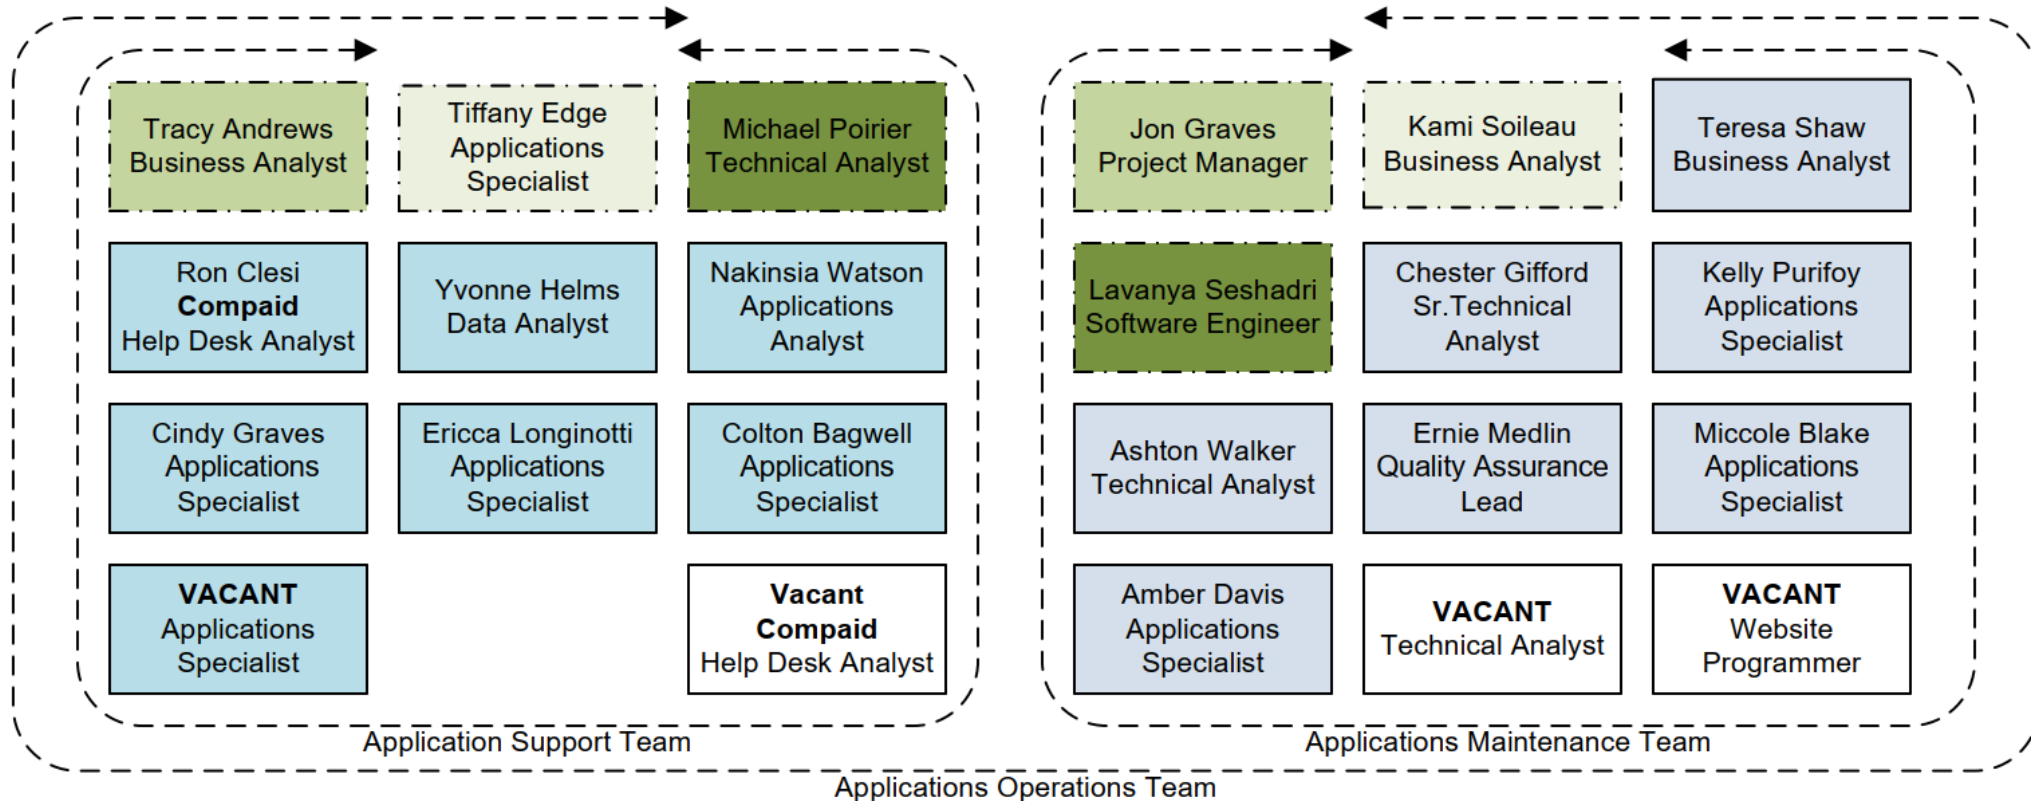 Tracy Andrews
Business Analyst
Tiffany Edge
Applications
Specialist
Michael Poirier
Technical Analyst
Jon Graves
Project Manager
Kami Soileau
Business Analyst
Teresa Shaw
Business Analyst
Ron Clesi
Compaid
Help Desk Analyst
Yvonne Helms
Data Analyst
Nakinsia Watson
Applications
Analyst
Lavanya Seshadri
Software Engineer
Chester Gifford
Sr.Technical
Analyst
Kelly Purifoy
Applications
Specialist
Cindy Graves
Applications
Specialist
Ericca Longinotti
Applications
Specialist
Colton Bagwell
Applications
Specialist
Ashton Walker
Technical Analyst
Ernie Medlin
Quality Assurance
Lead
Miccole Blake
Applications
Specialist
VACANT
Applications
Specialist
Vacant
Compaid
Help Desk Analyst
Amber Davis
Applications
Specialist
VACANT
Technical Analyst
VACANT
Website
Programmer
Application Support Team
Applications Maintenance Team
Applications Operations Team